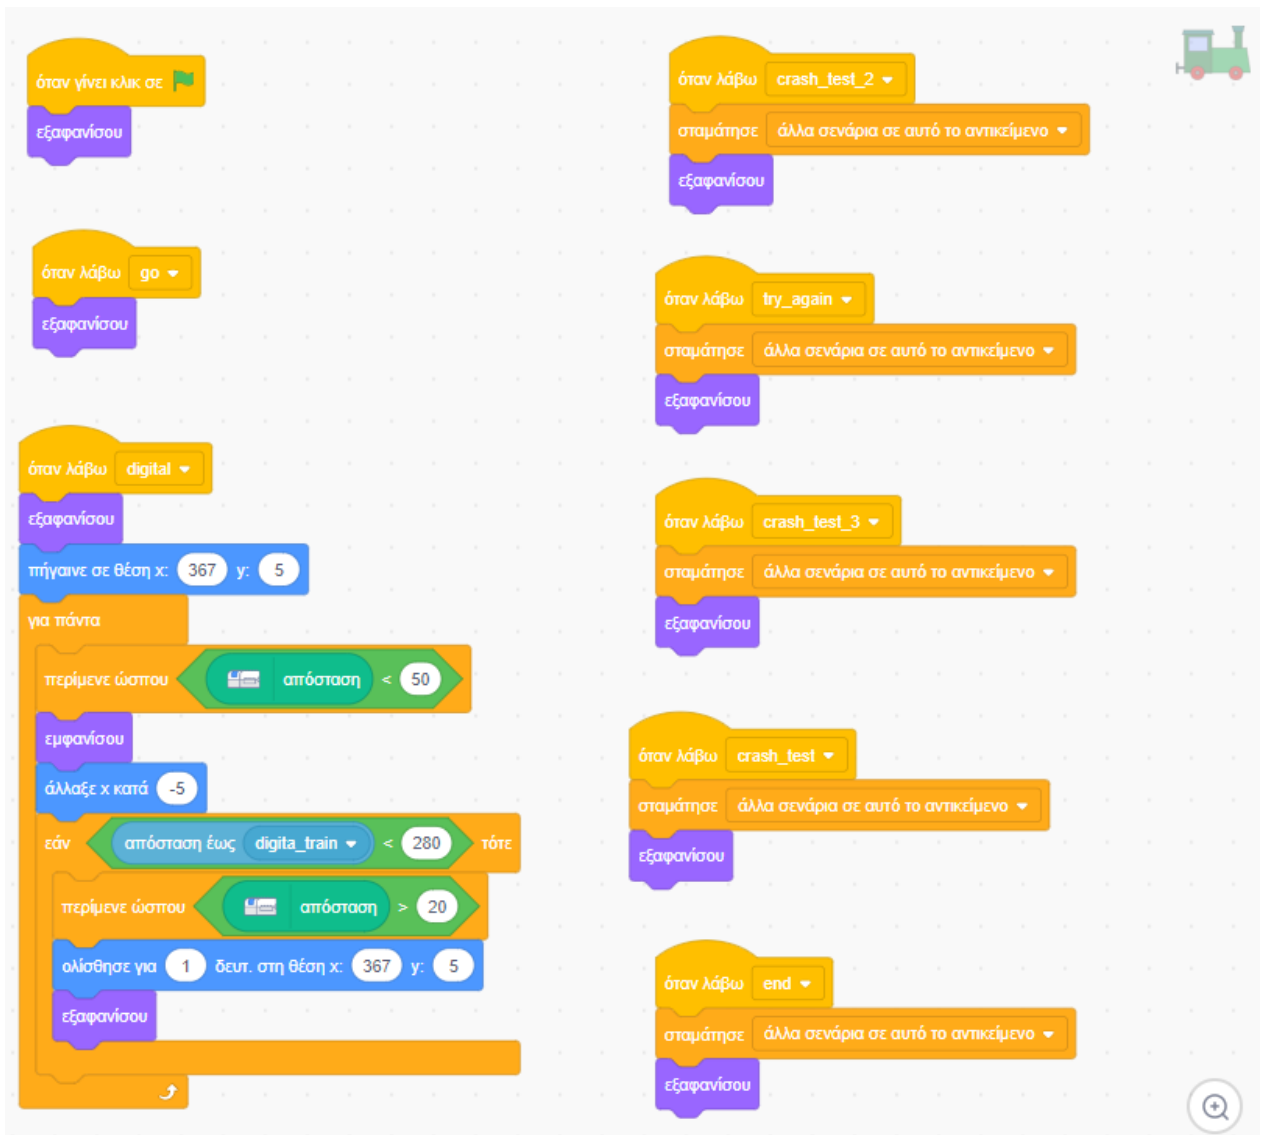 όταν γίνει κλικ σε
εξαφανίσου
όταν λάβω go
εξαφανίσου
όταν λάβω digital
εξαφανίσου
πήγαινε σε θέση x: 367 y: 5
για πάντα
περίμενε ώσπου απόσταση < 50
εμφανίσου
άλλαξε x κατά -5
εάν απόσταση έως digita_train < 280 τότε
περίμενε ώσπου απόσταση > 20
ολίσθησε για 1 δευτ. στη θέση x: 367 y: 5
εξαφανίσου
όταν λάβω crash_test_2
σταμάτησε άλλα σενάρια σε αυτό το αντικείμενο
εξαφανίσου
όταν λάβω try_again
σταμάτησε άλλα σενάρια σε αυτό το αντικείμενο
εξαφανίσου
όταν λάβω crash_test_3
σταμάτησε άλλα σενάρια σε αυτό το αντικείμενο
εξαφανίσου
όταν λάβω crash_test
σταμάτησε άλλα σενάρια σε αυτό το αντικείμενο
εξαφανίσου
όταν λάβω end
σταμάτησε άλλα σενάρια σε αυτό το αντικείμενο
εξαφανίσου